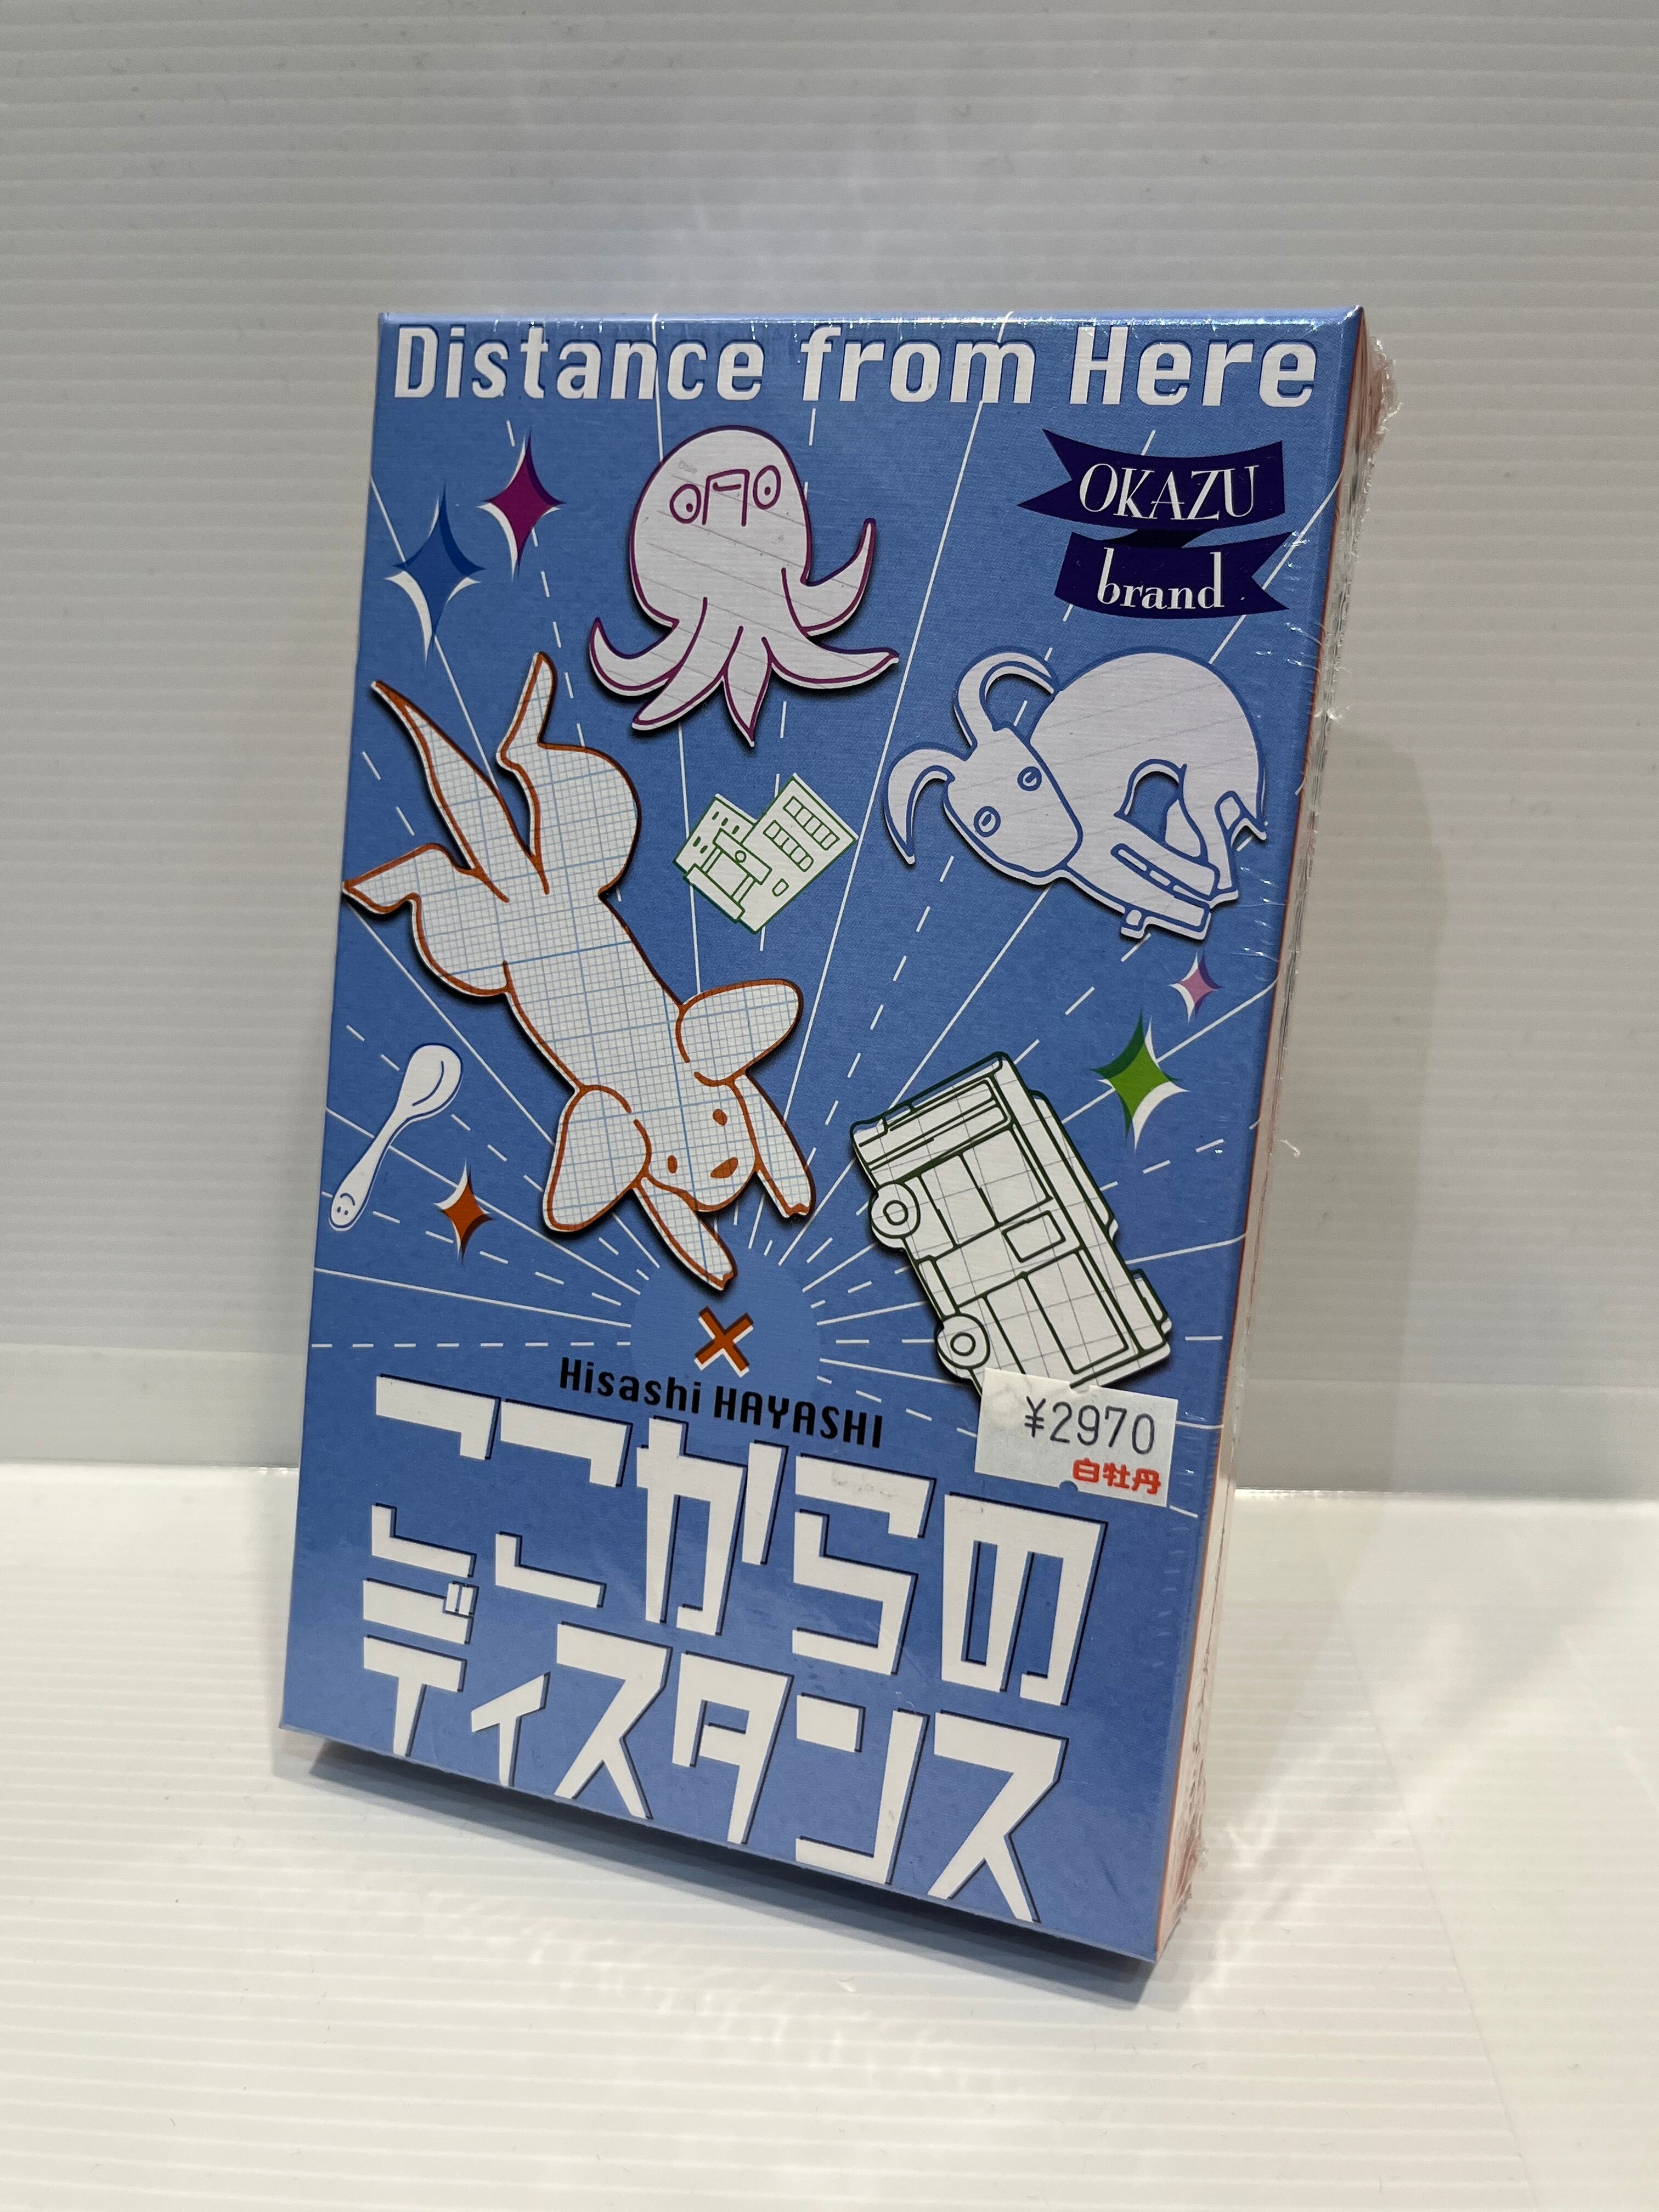 Distance from Here
OKAZU
brand
Hisashi HAYASHI
¥2970
白牡丹
ここからの
ディスタンス